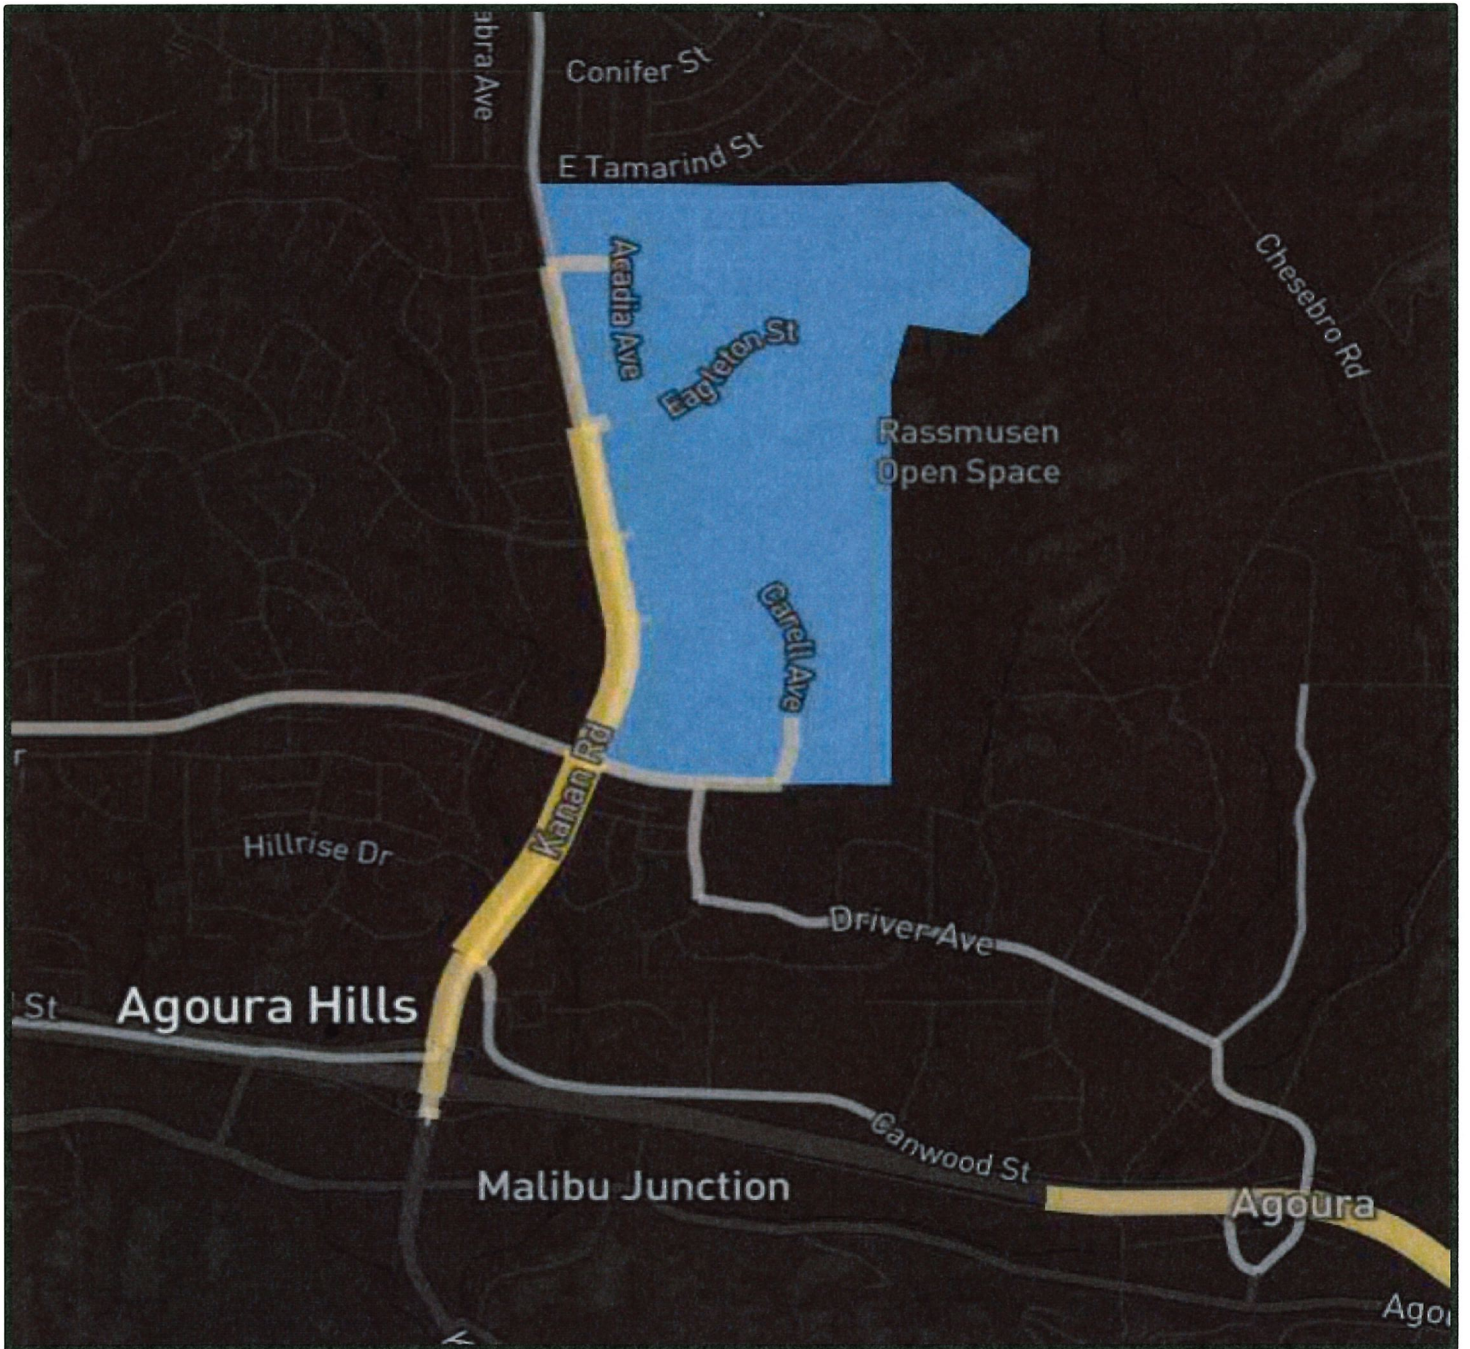 abra Ave
Conifer St
E Tamarind St
Acadia Ave
Eagleton St
Chesebro Rd
Rassmusen
Open Space
Carell Ave
Kanan Rd
r
Hillrise Dr
Driver Ave
St
Agoura Hills
Canwood St
Malibu Junction
Agoura
Agou